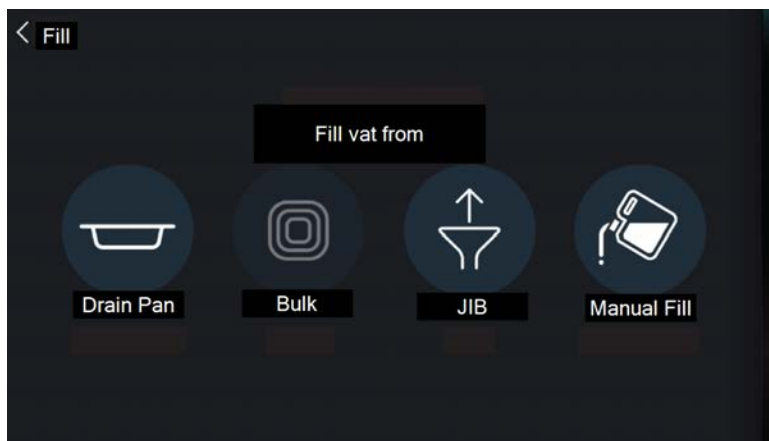 Fill
Fill vat from
Drain Pan
Bulk
JIB
Manual Fill